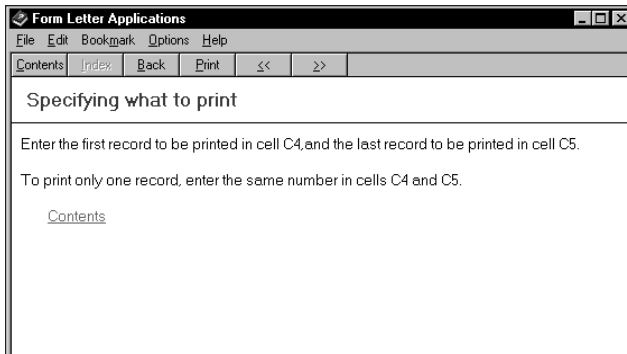 Form Letter Applications
File Edit Bookmark Options Help
Contents Index Back Print << >>
Specifying what to print
Enter the first record to be printed in cell C4,and the last record to be printed in cell C5.
To print only one record, enter the same number in cells C4 and C5.
Contents